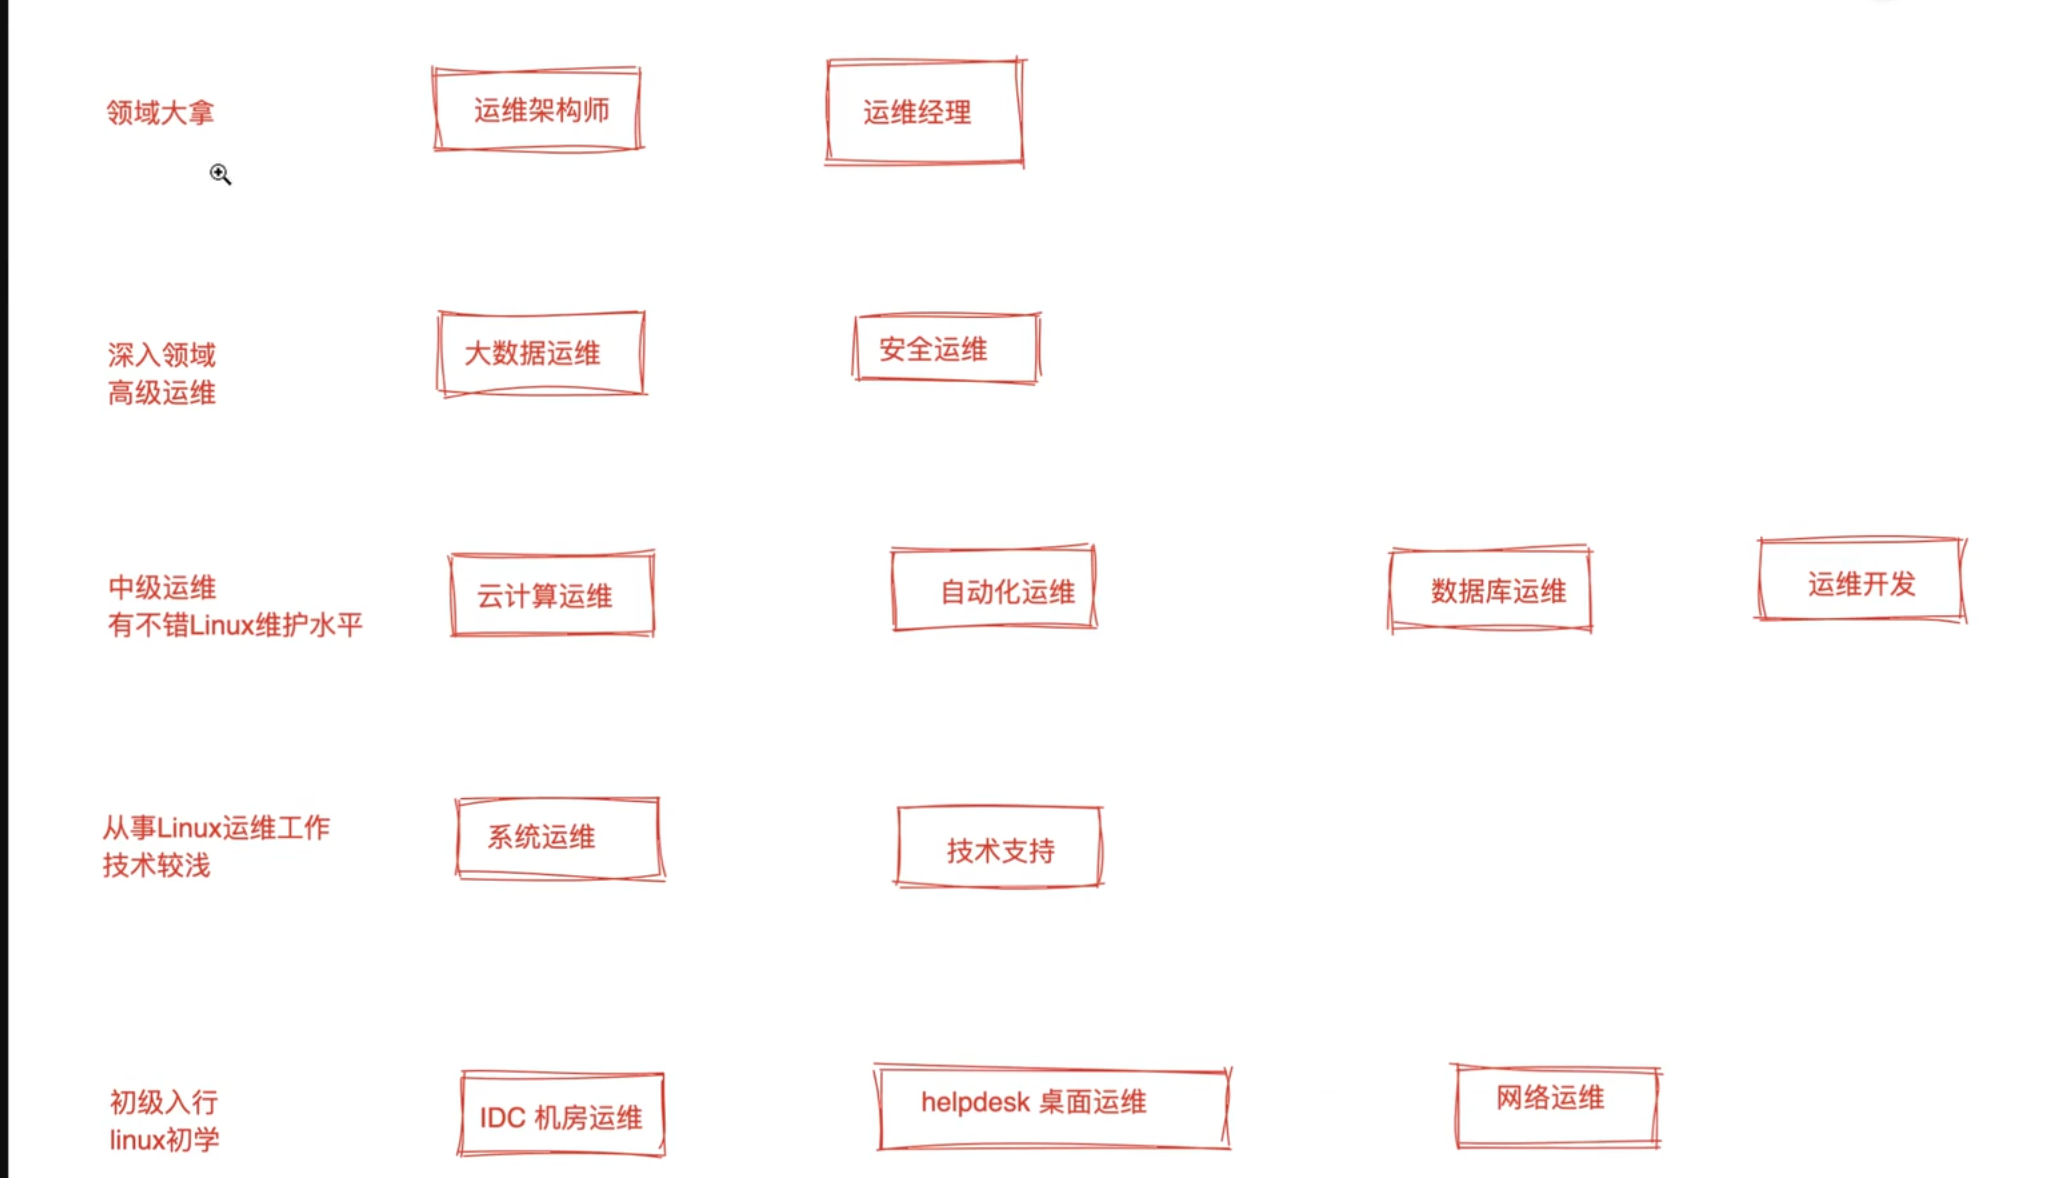 领域大拿
运维架构师
运维经理
深入领域
高级运维
大数据运维
安全运维
中级运维
有不错Linux维护水平
云计算运维
自动化运维
数据库运维
运维开发
从事Linux运维工作
技术较浅
系统运维
技术支持
初级入行
linux初学
IDC 机房运维
helpdesk 桌面运维
网络运维